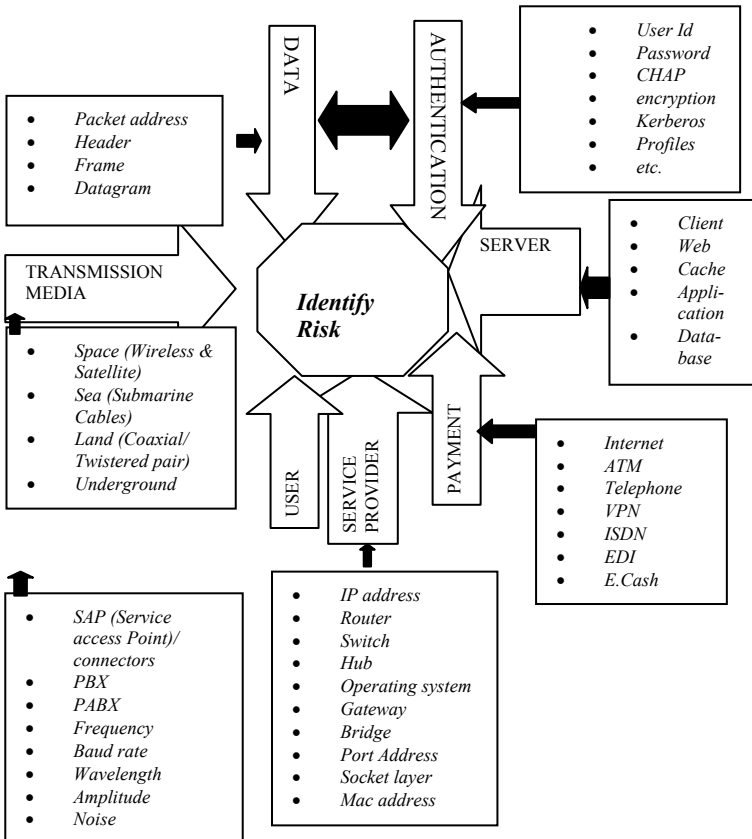 DATA
AUTHENTICATION
• User Id
• Password
• CHAP
• encryption
• Kerberos
• Profiles
• etc.
• Packet address
• Header
• Frame
• Datagram
TRANSMISSION
MEDIA
Identify
Risk
SERVER
• Client
• Web
• Cache
• Appli-
cation
• Data-
base
• Space (Wireless &
Satellite)
• Sea (Submarine
Cables)
• Land (Coaxial/
Twistered pair)
• Underground
USER
SERVICE
PROVIDER
PAYMENT
• Internet
• ATM
• Telephone
• VPN
• ISDN
• EDI
• E.Cash
• SAP (Service
access Point)/
connectors
• PBX
• PABX
• Frequency
• Baud rate
• Wavelength
• Amplitude
• Noise
• IP address
• Router
• Switch
• Hub
• Operating system
• Gateway
• Bridge
• Port Address
• Socket layer
• Mac address